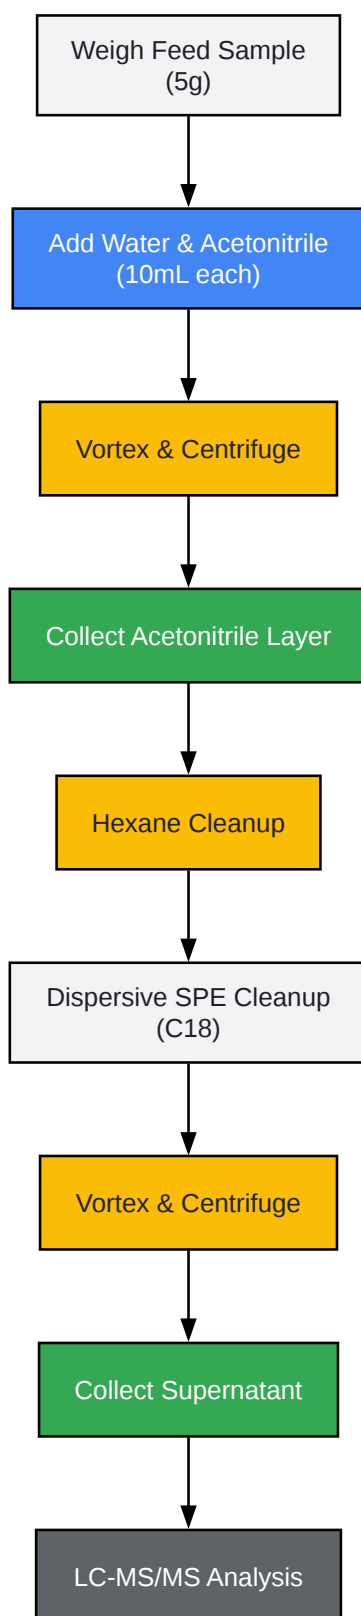 Weigh Feed Sample
(5g)
Add Water & Acetonitrile
(10mL each)
Vortex & Centrifuge
Collect Acetonitrile Layer
Hexane Cleanup
Dispersive SPE Cleanup
(C18)
Vortex & Centrifuge
Collect Supernatant
LC-MS/MS Analysis